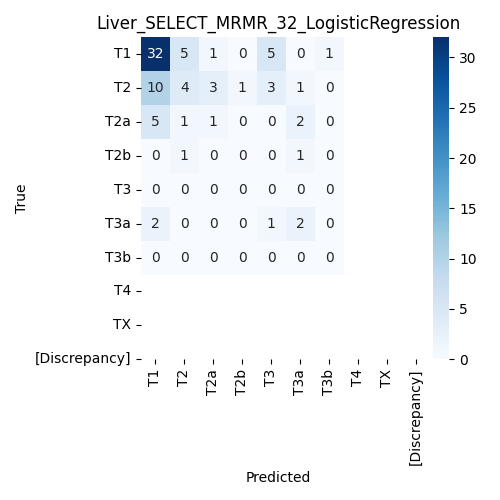 Liver_SELECT_MRMR_32_LogisticRegression
T1 32 5 1 0 5 0 1
T2 10 4 3 1 3 1 0
T2a 5 1 1 0 0 2 0
T2b 0 1 0 0 0 1 0
T3 0 0 0 0 0 0 0
T3a 2 0 0 0 1 2 0
T3b 0 0 0 0 0 0 0
T4
TX
[Discrepancy]
True
T1 T2 T2a T2b T3 T3a T3b T4 TX [Discrepancy]
Predicted
30
25
20
15
10
5
0